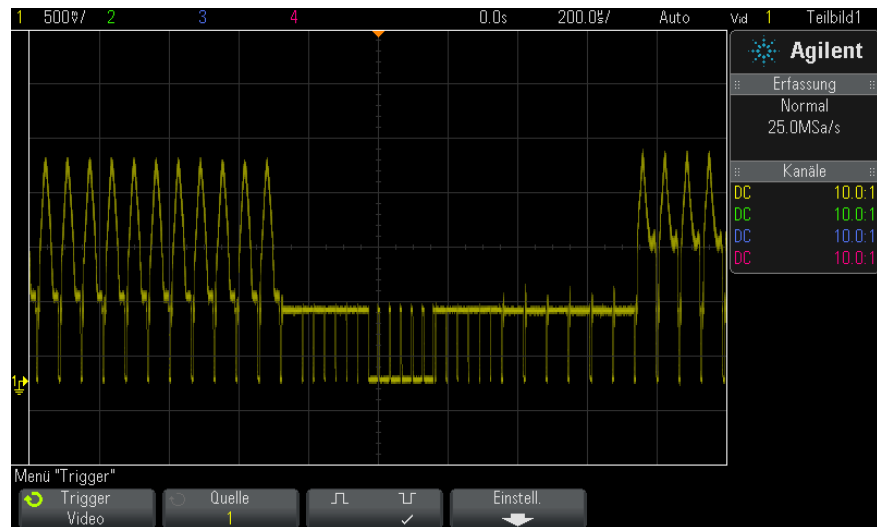 1 500♉/ 2 3 4 0.0s 200.0㎲/ Auto Vid 1 Teilbild1
Agilent
Erfassung
Normal
25.0MSa/s
Kanäle
DC 10.0:1
DC 10.0:1
DC 10.0:1
DC 10.0:1
1
Menü "Trigger"
Trigger
Video
Quelle
1
Einstell.